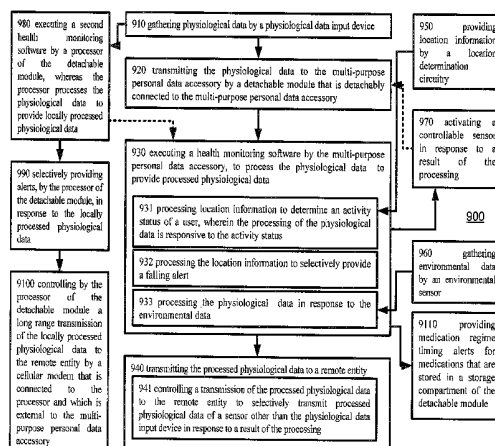 980 executing a second
health monitoring
software by a processor
of the detachable
module, whereas the
processor processes the
physiological data to
provide locally processed
physiological data
990 selectively providing
alerts, by the processor of
the detachable module, in
response to the locally
processed physiological
data
9100 controlling by the
processor of the
detachable module a
long range transmission
of the locally processed
physiological data to
the remote entity by a
cellular modem that is
connected to the
processor and which is
external to the multi-
purpose personal data
accessory
910 gathering physiological data by a physiological data input device
920 transmitting the physiological data to the multi-purpose
personal data accessory by a detachable module that is detachably
connected to the multi-purpose personal data accessory
930 executing a health monitoring software by the multi-purpose
personal data accessory, to process the physiological data to
provide processed physiological data
931 processing location information to determine an activity
status of a user, wherein the processing of the physiological
data is responsive to the activity status
932 processing the location information to selectively provide
a falling alert
933 processing the physiological data in response to the
environmental data
940 transmitting the processed physiological data to a remote entity
941 controlling a transmission of the processed physiological data
to the remote entity to selectively transmit processed
physiological data of a sensor other than the physiological data
input device in response to a result of the processing
950 providing
location information
by a location
determination
circuitry
970 activating a
controllable sensor
in response to a
result of the
processing
900
960 gathering
environmental data
by an environmental
sensor
9110 providing
medication regime
timing alerts for
medications that are
stored in a storage
compartment of the
detachable module